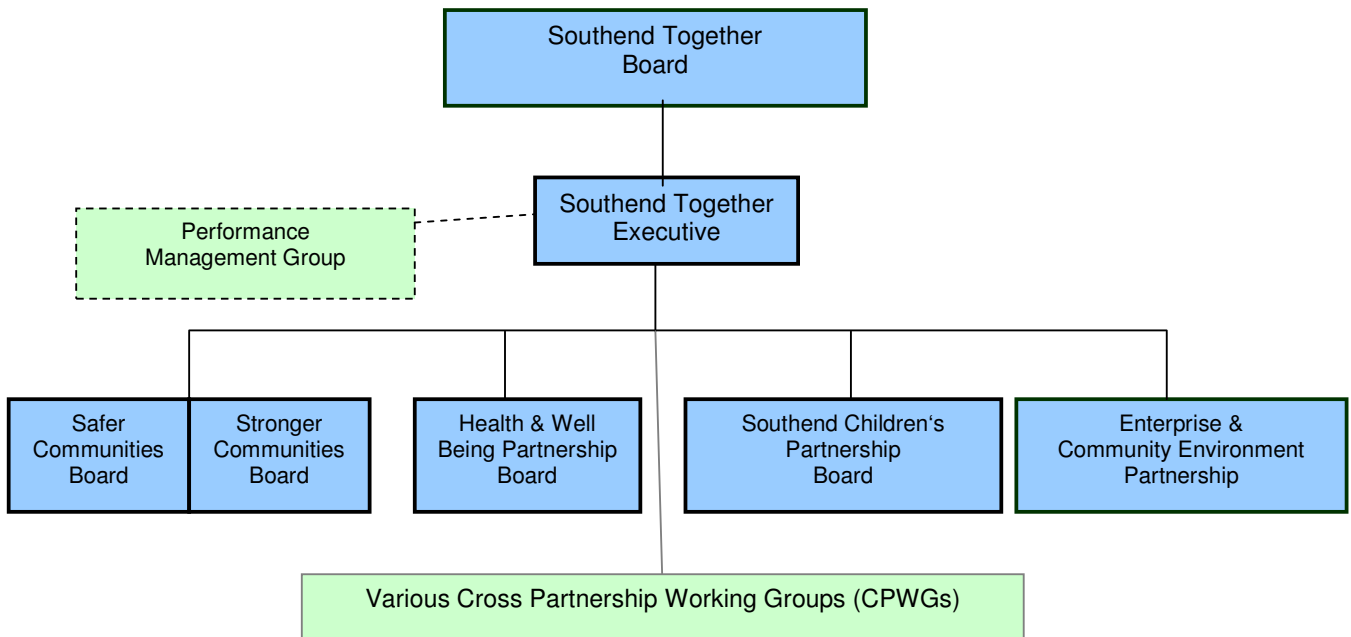 Southend Together
Board
Southend Together
Executive
Performance
Management Group
Safer
Communities
Board
Stronger
Communities
Board
Health & Well
Being Partnership
Board
Southend Children‘s
Partnership
Board
Enterprise &
Community Environment
Partnership
Various Cross Partnership Working Groups (CPWGs)